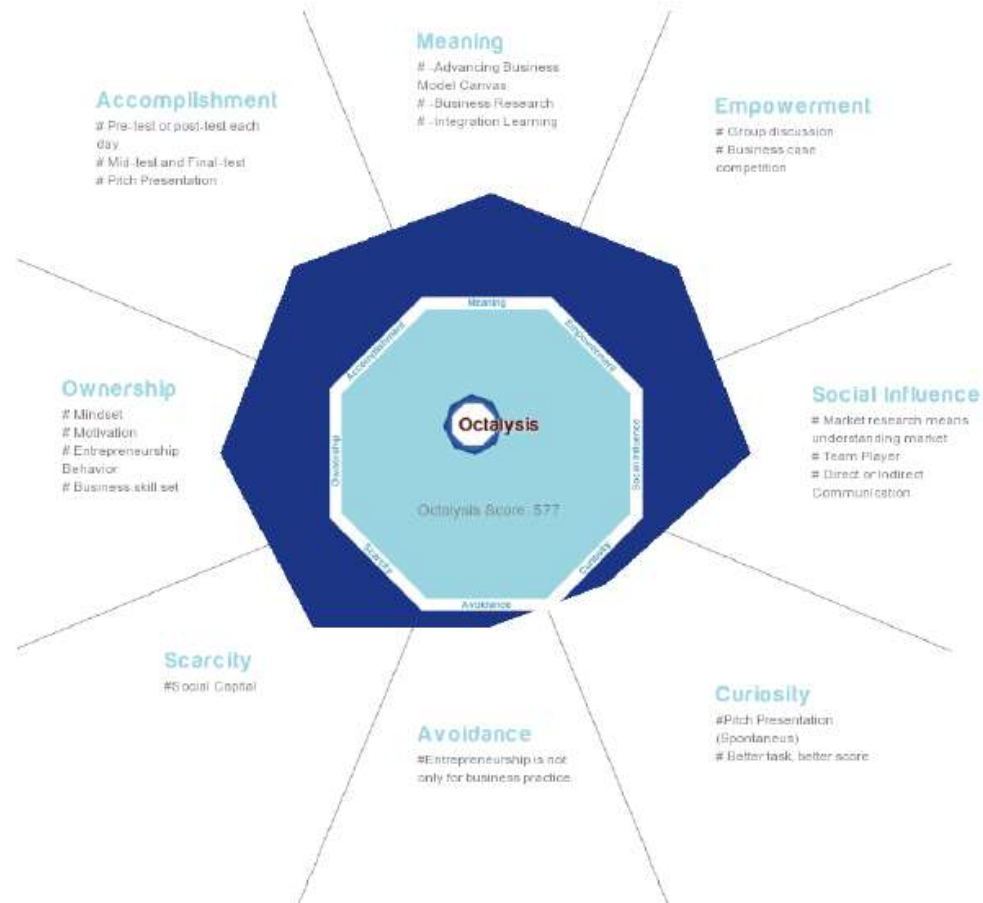 Meaning
# -Advancing Business
Model Canvas
# -Business Research
# -Integration Learning
Accomplishment
# Pre-test of post-test each
day
# Mid-test and Final-test
# Pitch Presentation
Empowerment
# Group discussion
# Business case
competition
Ownership
# Mindset
# Motivation
# Entrepreneurship
Behavior
# Business skill set
Social Influence
# Market research means
understanding market
# Team Player
# Direct or Indirect
Communication
Meaning
Accomplishment
Empowerment
Ownership
Social Influence
Scarcity
Curiosity
Avoidance
Octalysis
Octalysis Score: 577
Scarcity
#Social Capital
Avoidance
#Entrepreneurship is not
only for business practice
Curiosity
#Pitch Presentation
(Spontaneus)
# Better task, better score